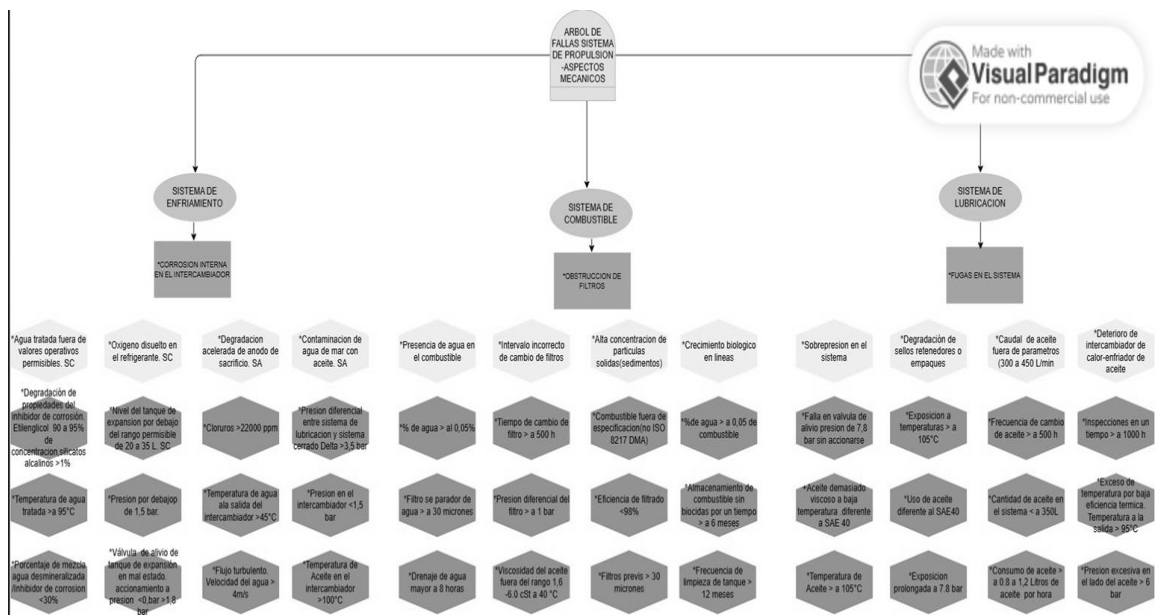 ARBOL DE
FALLAS SISTEMA
DE PROPULSION
-ASPECTOS
MECANICOS
Made with
Visual Paradigm
For non-commercial use
SISTEMA DE
ENFRIAMIENTO
SISTEMA DE
COMBUSTIBLE
SISTEMA DE
LUBRICACION
*CORROSION INTERNA
EN EL INTERCAMBIADOR
*OBSTRUCCION DE
FILTROS
*FUGAS EN EL SISTEMA
*Agua tratada fuera de
valores operativos
permisibles. SC
*Oxigeno disuelto en
el refrigerante. SC
*Degradacion
acelerada de anodo de
sacrificio. SA
*Contaminacion de
agua de mar con
aceite. SA
*Presencia de agua en
el combustible
*Intervalo incorrecto
de cambio de filtros
*Alta concentracion de
particulas
solidas(sedimentos)
*Crecimiento biologico
en lineas
*Sobrepresion en el
sistema
*Degradación de
sellos retenedores o
empaques
*Caudal de aceite
fuera de parametros
(300 a 450 L/min
*Deterioro de
intercambiador de
calor-enfriador de
aceite
*Degradación de
propiedades del
inhibidor de corrosión.
Etilenglicol 90 a 95%
de
concentracion,silicatos
alcalinos >1%
*Nivel del tanque de
expansion por debajo
del rango permisible
de 20 a 35 L. SC
*Cloruros >22000 ppm
*Presion diferencial
entre sistema de
lubricacion y sistema
cerrado Delta >3,5 bar
*% de agua > al 0,05%
*Tiempo de cambio de
filtro > a 500 h
*Combustible fuera de
especificacion(no ISO
8217 DMA)
*%de agua > a 0,05 de
combustible
*Falla en valvula de
alivio presion de 7,8
bar sin accionarse
*Exposicion a
temperaturas > a
105°C
*Frecuencia de cambio
de aceite > a 500 h
*Inspecciones en un
tiempo > a 1000 h
*Temperatura de agua
tratada >a 95°C
*Presion por debajop
de 1,5 bar.
*Temperatura de agua
ala salida del
intercambiador >45°C
*Presion en el
intercambiador <1,5
bar
*Filtro se parador de
agua > a 30 micrones
*Presion diferencial del
filtro > a 1 bar
*Eficiencia de filtrado
<98%
*Almacenamiento de
combustible sin
biocidas por un tiempo
> a 6 meses
+Aceite demasiado
viscoso a baja
temperatura .diferente
a SAE 40
*Uso de aceite
diferente al SAE40
*Cantidad de aceite en
el sistema < a 350L
*Exceso de
temperatura por baja
eficiencia termica.
Temperatura a la
salida > 95°C
*Porcentaje de mezcla
agua desmineralizada
/inhibidor de corrosion
<30%
*Válvula de alivio de
tanque de expansión
en mal estado.
accionamiento a
presion <0,bar >1,8
bar
*Flujo turbulento.
Velocidad del agua >
4m/s
*Temperatura de
Aceite en el
intercambiador
>100°C
*Drenaje de agua
mayor a 8 horas
*Viscosidad del aceite
fuera del rango 1,6
-6.0 cSt a 40 °C
*Filtros previs > 30
micrones
*Frecuencia de
limpieza de tanque >
12 meses
*Temperatura de
Aceite > a 105°C
*Exposicion
prolongada a 7.8 bar
*Consumo de aceite >
a 0.8 a 1,2 Litros de
aceite por hora
*Presion excesiva en
el lado del aceite > 6
bar